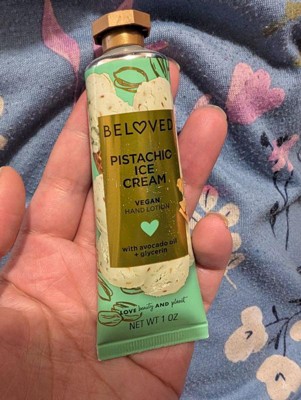 BELOVED
PISTACHIO
ICE
CREAM
VEGAN
HAND LOTION
with avocado oil
+ glycerin
LOVE beauty AND planet
NET WT 1 OZ